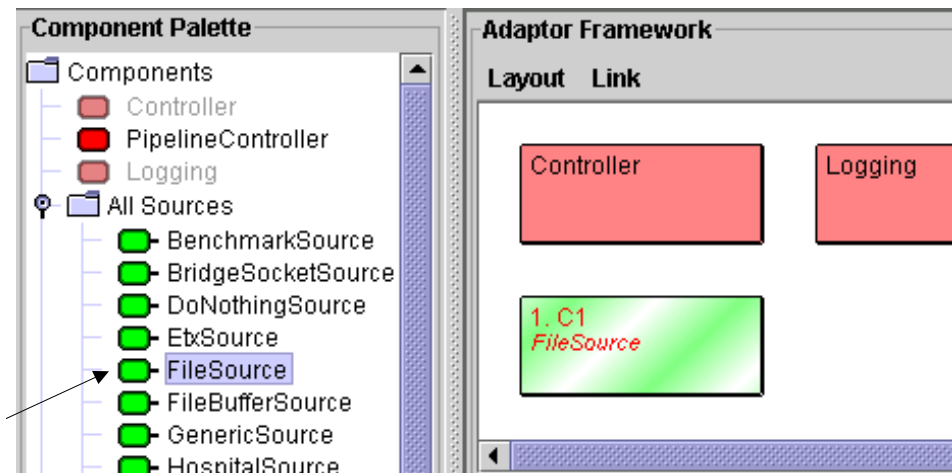 Component Palette
Components
Controller
PipelineController
Logging
All Sources
BenchmarkSource
BridgeSocketSource
DoNothingSource
EtxSource
FileSource
FileBufferSource
GenericSource
HospitalSource
Adaptor Framework
Layout Link
Controller
Logging
1. C1
FileSource